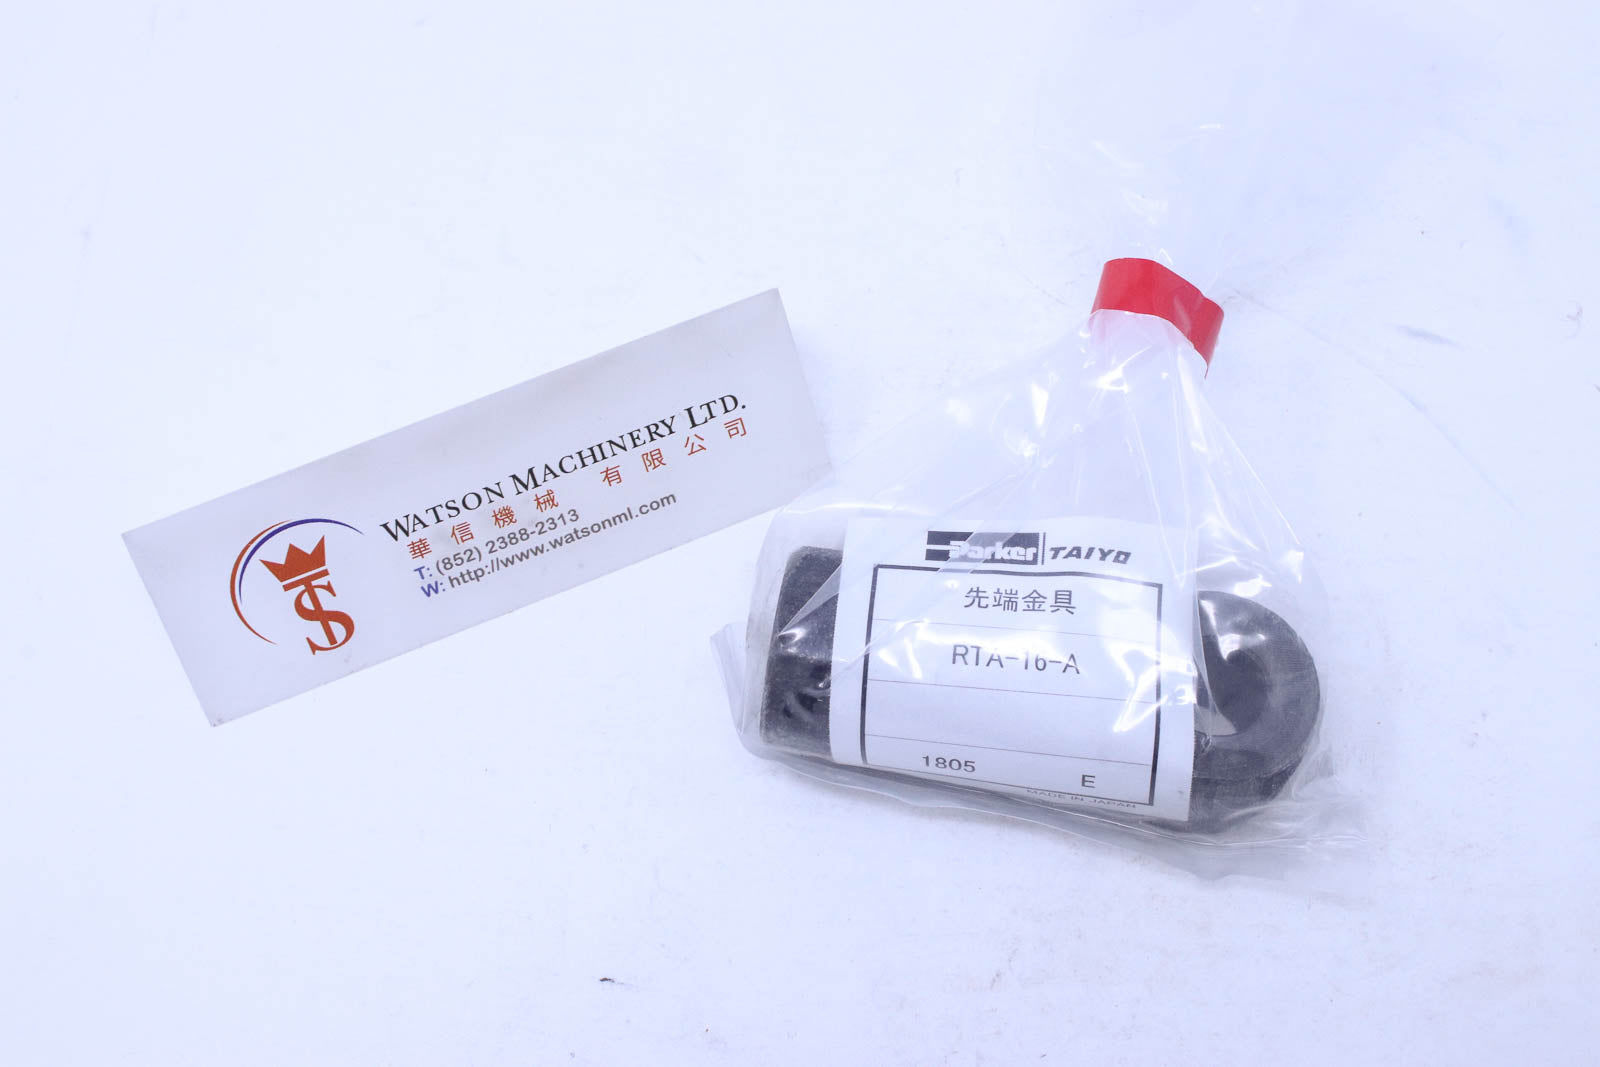 WATSON MACHINERY LTD.
華信機械 有限公司
T: (852) 2388-2313
W: http://www.watsonml.com
Parker TAIYO
先端金具
RTA-16-A
1805 E
MADE IN JAPAN